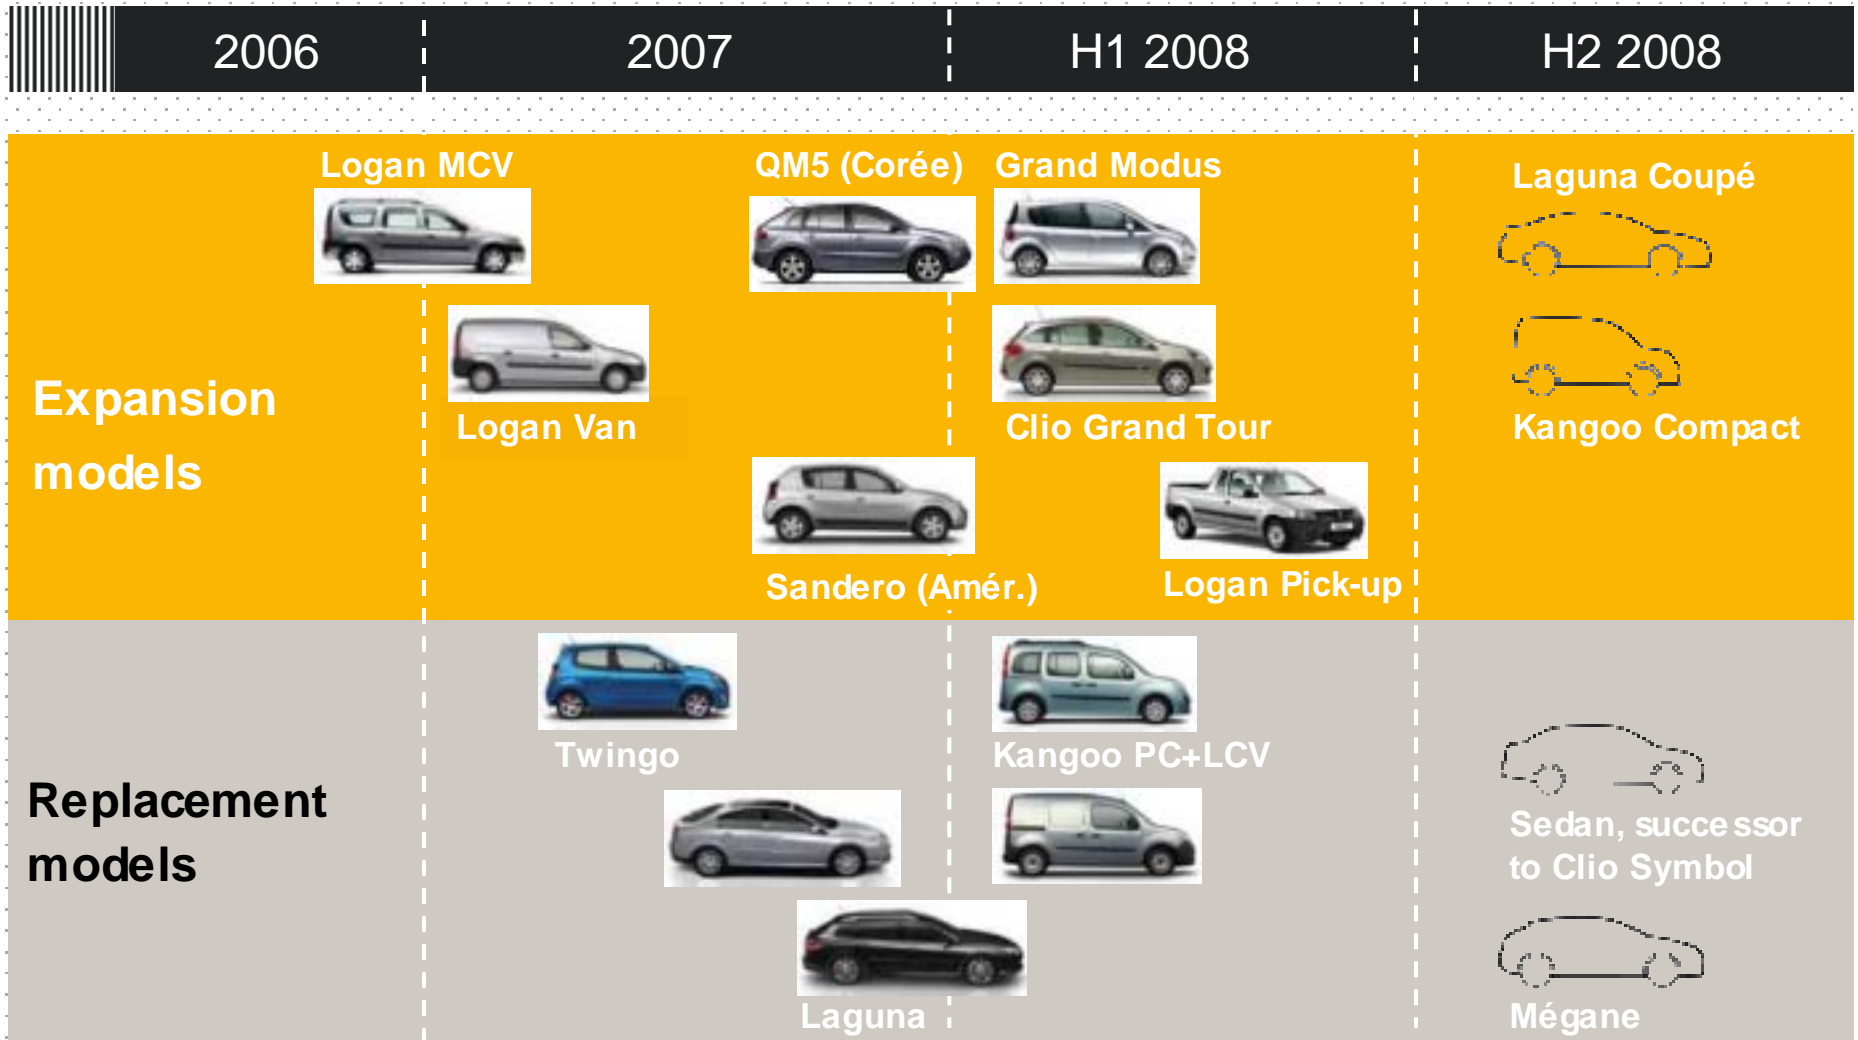 2006
2007
H1 2008
H2 2008
Logan MCV
QM5 (Corée)
Grand Modus
Laguna Coupé
Expansion
models
Logan Van
Clio Grand Tour
Kangoo Compact
Sandero (Amér.)
Logan Pick-up
Twingo
Kangoo PC+LCV
Replacement
models
Sedan, successor
to Clio Symbol
Laguna
Mégane